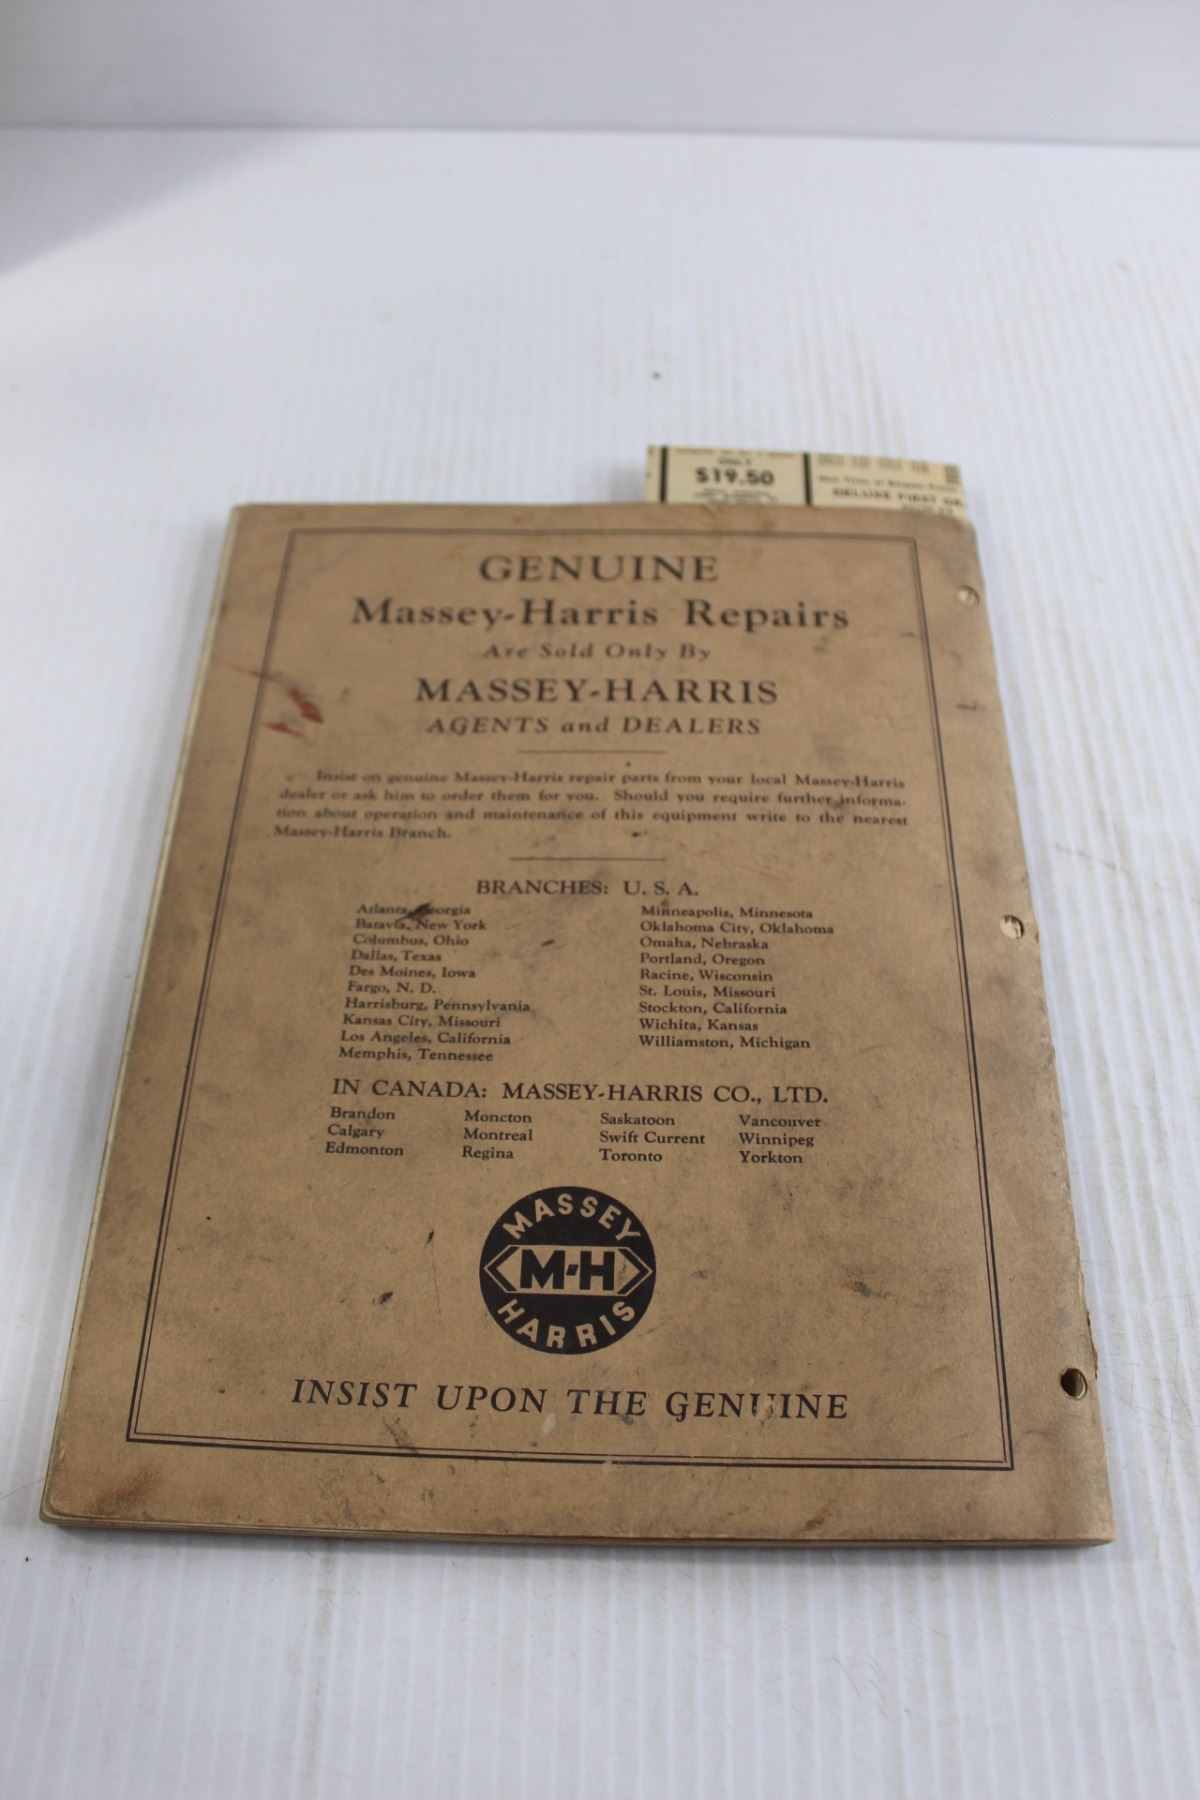 ONLY
$19.50
DELUXE FIRST
GENUINE
Massey-Harris Repairs
Are Sold Only By
MASSEY-HARRIS
AGENTS and DEALERS
Insist on genuine Massey-Harris repair parts from your local Massey-Harris
dealer or ask him to order them for you. Should you require further informa-
tion about operation and maintenance of this equipment write to the nearest
Massey-Harris Branch.
BRANCHES: U. S. A.
Atlanta, Georgia
Batavia, New York
Columbus, Ohio
Dallas, Texas
Des Moines, Iowa
Fargo, N. D.
Harrisburg, Pennsylvania
Kansas City, Missouri
Los Angeles, California
Memphis, Tennessee
Minneapolis, Minnesota
Oklahoma City, Oklahoma
Omaha, Nebraska
Portland, Oregon
Racine, Wisconsin
St. Louis, Missouri
Stockton, California
Wichita, Kansas
Williamston, Michigan
IN CANADA: MASSEY-HARRIS CO., LTD.
Brandon Moncton Saskatoon Vancouver
Calgary Montreal Swift Current Winnipeg
Edmonton Regina Toronto Yorkton
MASSEY
M-H
HARRIS
INSIST UPON THE GENUINE